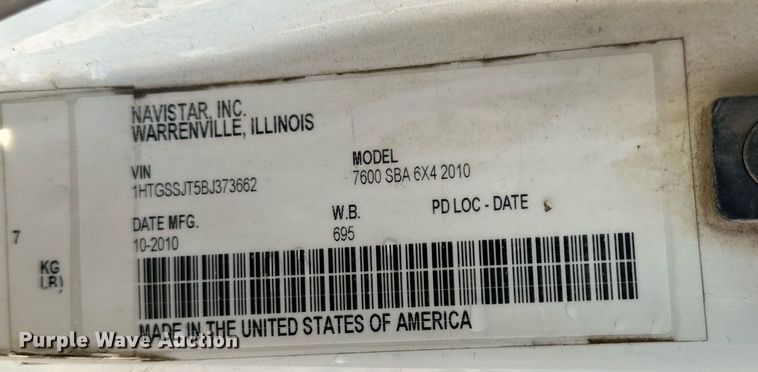 NAVISTAR, INC.
WARRENVILLE, ILLINOIS
VIN
1HTGSSJT5BJ373662
MODEL
7600 SBA 6X4 2010
DATE MFG.
10-2010
W.B.
695
PD LOC - DATE
7
KG
LB)
MADE IN THE UNITED STATES OF AMERICA
Purple Wave Auction